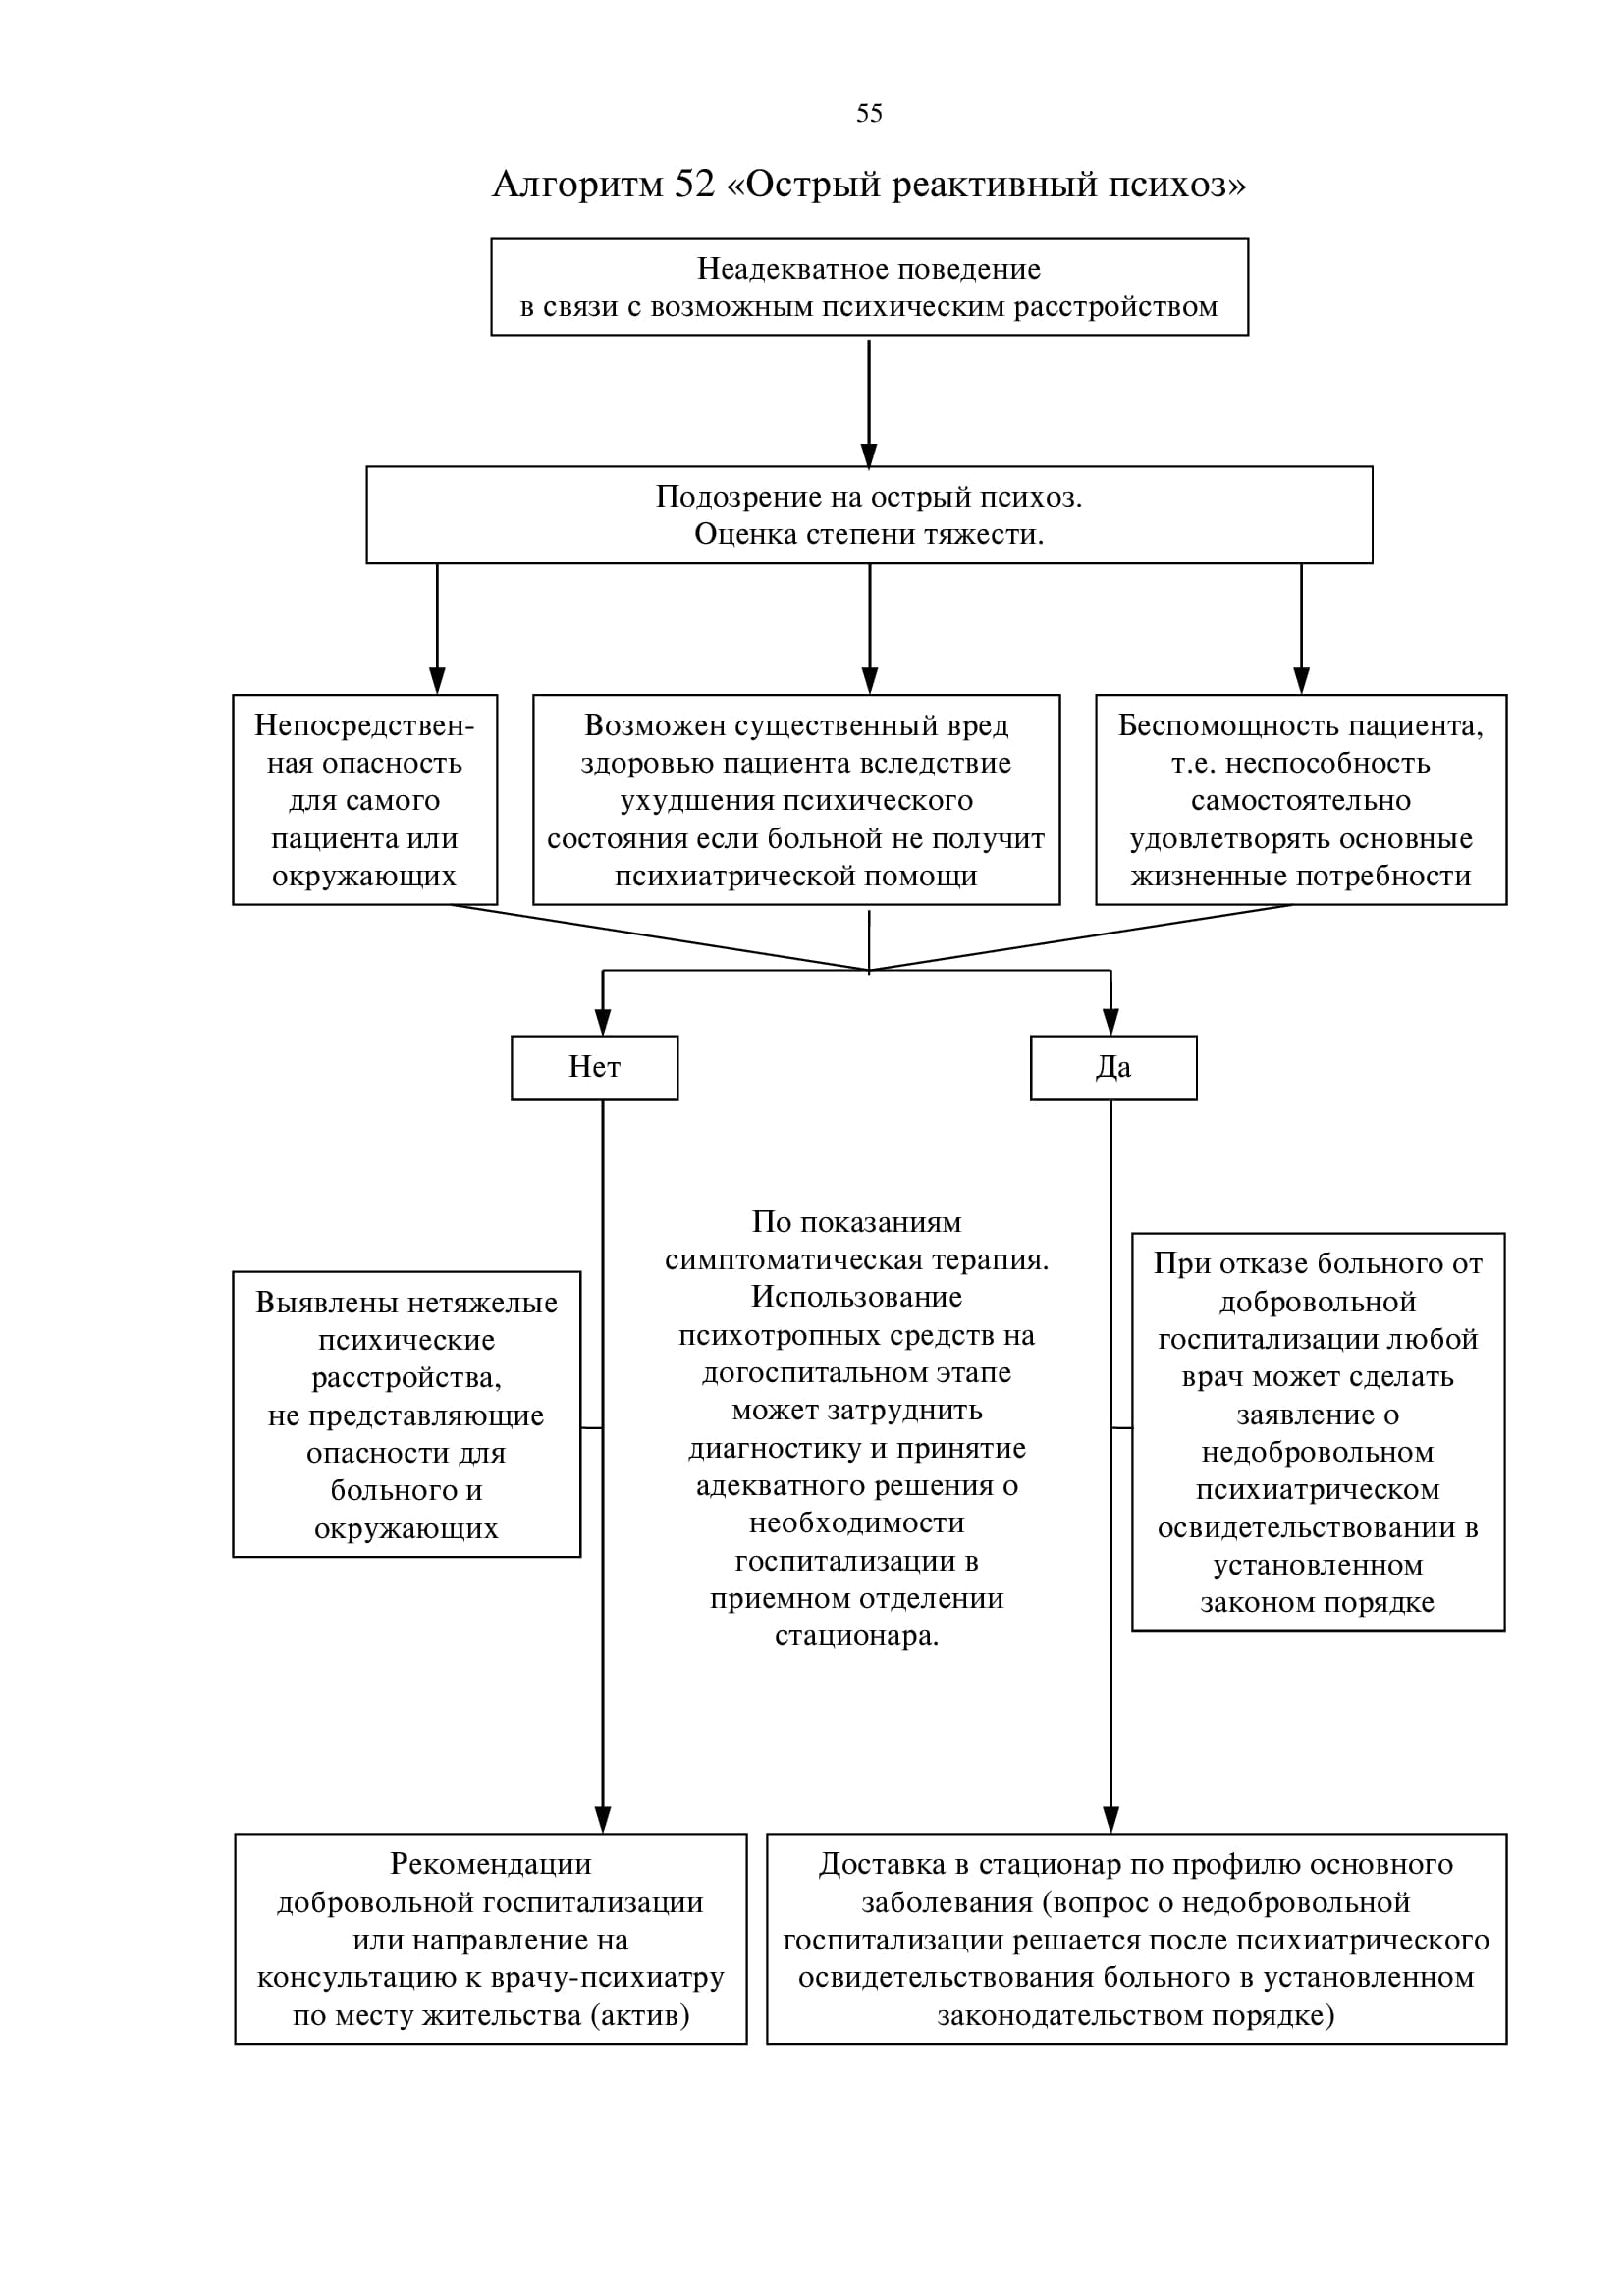 55
Алгоритм 52 «Острый реактивный психоз»
Неадекватное поведение
в связи с возможным психическим расстройством
Подозрение на острый психоз.
Оценка степени тяжести.
Непосредствен-
ная опасность
для самого
пациента или
окружающих
Возможен существенный вред
здоровью пациента вследствие
ухудшения психического
состояния если больной не получит
психиатрической помощи
Беспомощность пациента,
т.е. неспособность
самостоятельно
удовлетворять основные
жизненные потребности
Нет
Да
Выявлены нетяжелые
психические
расстройства,
не представляющие
опасности для
больного и
окружающих
По показаниям
симптоматическая терапия.
Использование
психотропных средств на
догоспитальном этапе
может затруднить
диагностику и принятие
адекватного решения о
необходимости
госпитализации в
приемном отделении
стационара.
При отказе больного от
добровольной
госпитализации любой
врач может сделать
заявление о
недобровольном
психиатрическом
освидетельствовании в
установленном
законом порядке
Рекомендации
добровольной госпитализации
или направление на
консультацию к врачу-психиатру
по месту жительства (актив)
Доставка в стационар по профилю основного
заболевания (вопрос о недобровольной
госпитализации решается после психиатрического
освидетельствования больного в установленном
законодательством порядке)